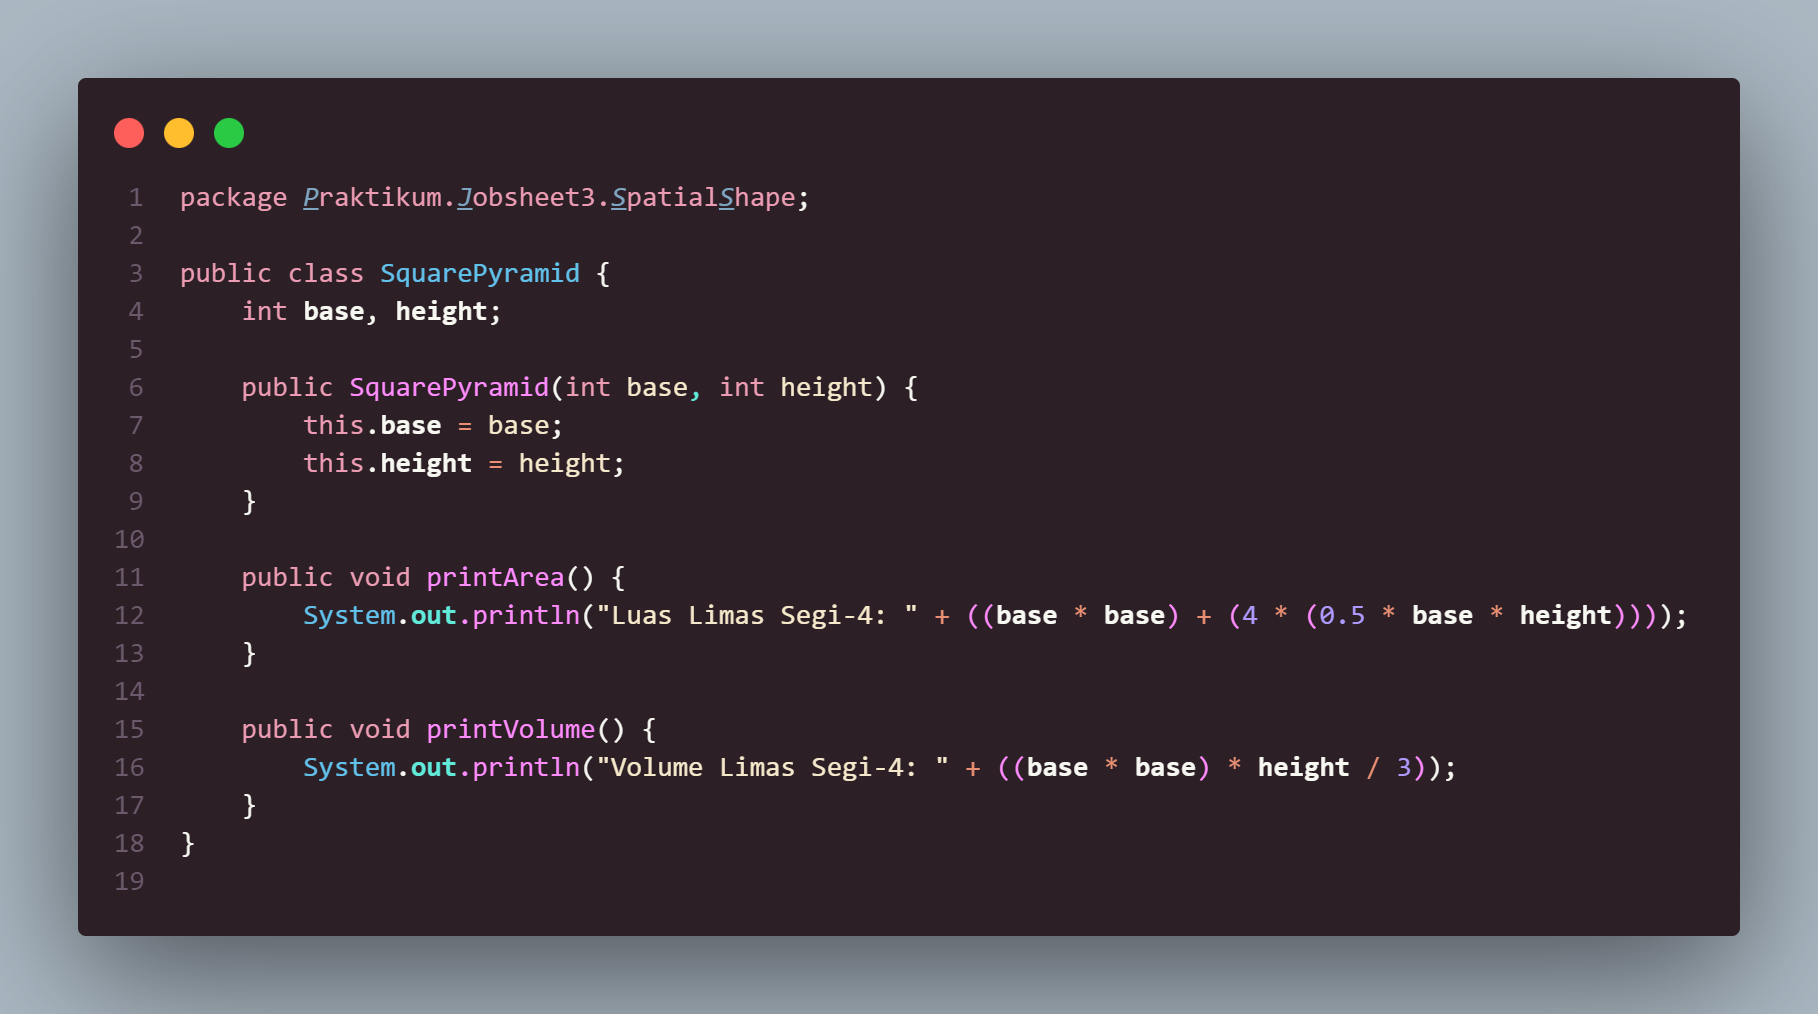 1 package Praktikum.Jobsheet3.SpatialShape;
2
3 public class SquarePyramid {
4     int base, height;
5
6     public SquarePyramid(int base, int height) {
7         this.base = base;
8         this.height = height;
9     }
10
11     public void printArea() {
12         System.out.println("Luas Limas Segi-4: " + ((base * base) + (4 * (0.5 * base * height))));
13     }
14
15     public void printVolume() {
16         System.out.println("Volume Limas Segi-4: " + ((base * base) * height / 3));
17     }
18 }
19